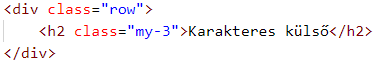 <div class="row">
    <h2 class="my-3">Karakteres külső</h2>
</div>